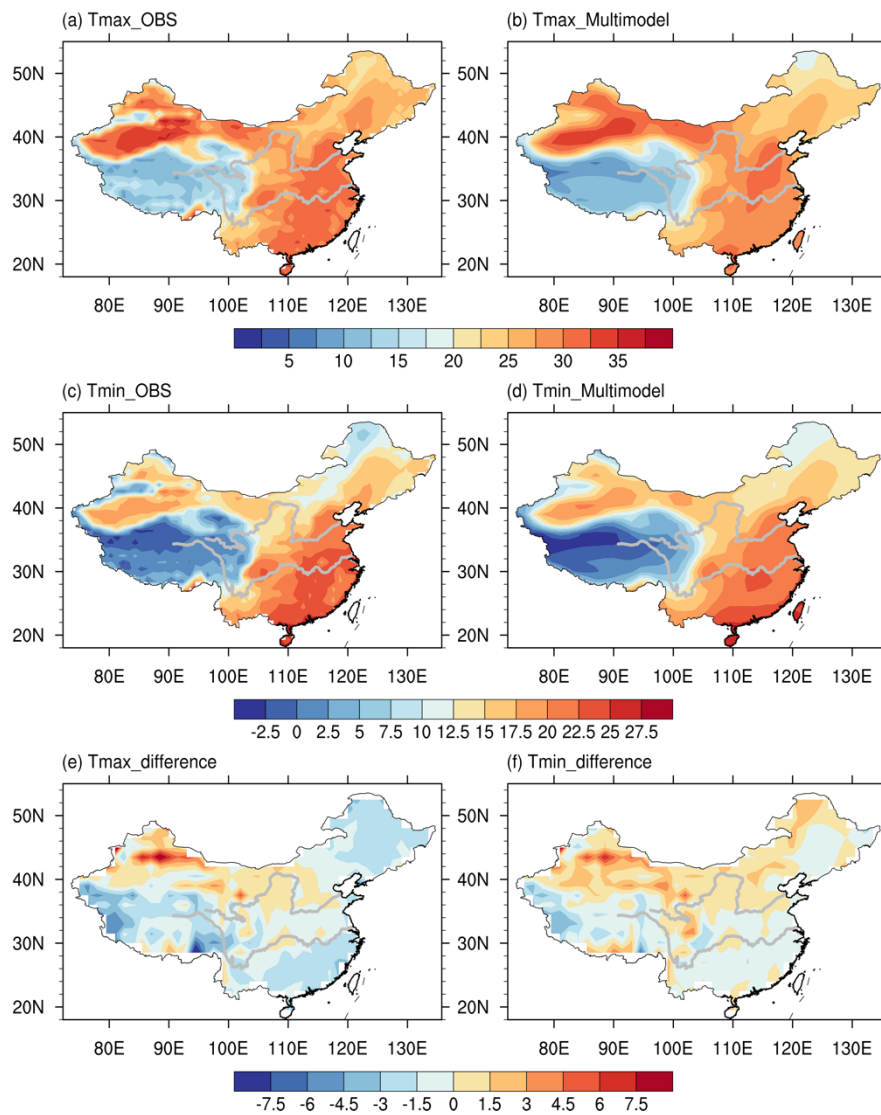 (a) Tmax_OBS
(b) Tmax_Multimodel
50N
40N
30N
20N
50N
40N
30N
20N
80E 90E 100E 110E 120E 130E
80E 90E 100E 110E 120E 130E
5 10 15 20 25 30 35
(c) Tmin_OBS
(d) Tmin_Multimodel
50N
40N
30N
20N
50N
40N
30N
20N
80E 90E 100E 110E 120E 130E
80E 90E 100E 110E 120E 130E
-2.5 0 2.5 5 7.5 10 12.5 15 17.5 20 22.5 25 27.5
(e) Tmax_difference
(f) Tmin_difference
50N
40N
30N
20N
50N
40N
30N
20N
80E 90E 100E 110E 120E 130E
80E 90E 100E 110E 120E 130E
-7.5 -6 -4.5 -3 -1.5 0 1.5 3 4.5 6 7.5